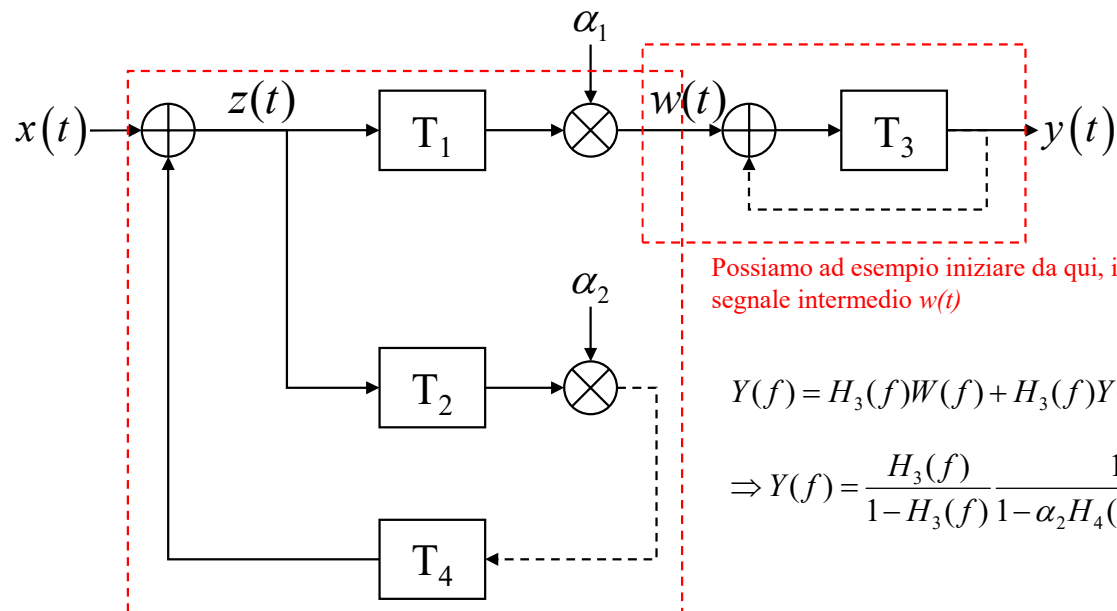 α₁
x(t) z(t) T₁ w(t) T₃ y(t)
Possiamo ad esempio iniziare da qui, i
segnale intermedio w(t)
α₂
T₂
Y(f) = H₃(f)W(f) + H₃(f)Y
⇒ Y(f) = H₃(f) / (1 − H₃(f)) 1 / (1 − α₂H₄(
T₄